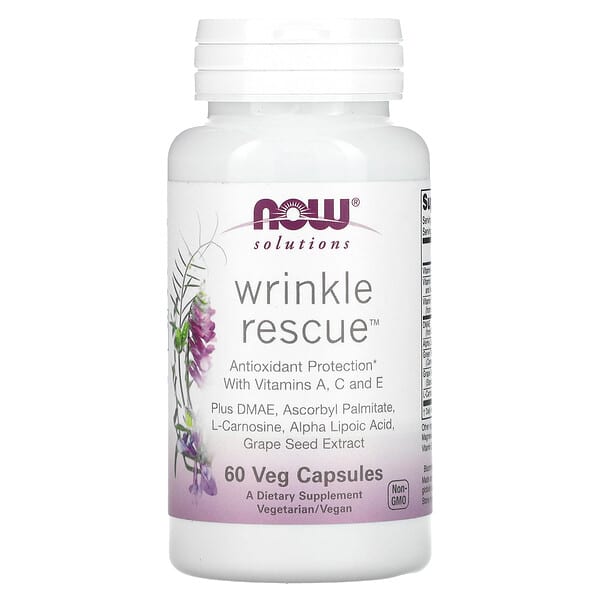 NOW®
solutions
wrinkle
rescue™
Antioxidant Protection*
With Vitamins A, C and E
Plus DMAE, Ascorbyl Palmitate,
L-Carnosine, Alpha Lipoic Acid,
Grape Seed Extract
60 Veg Capsules
A Dietary Supplement
Vegetarian/Vegan
Non-
GMO